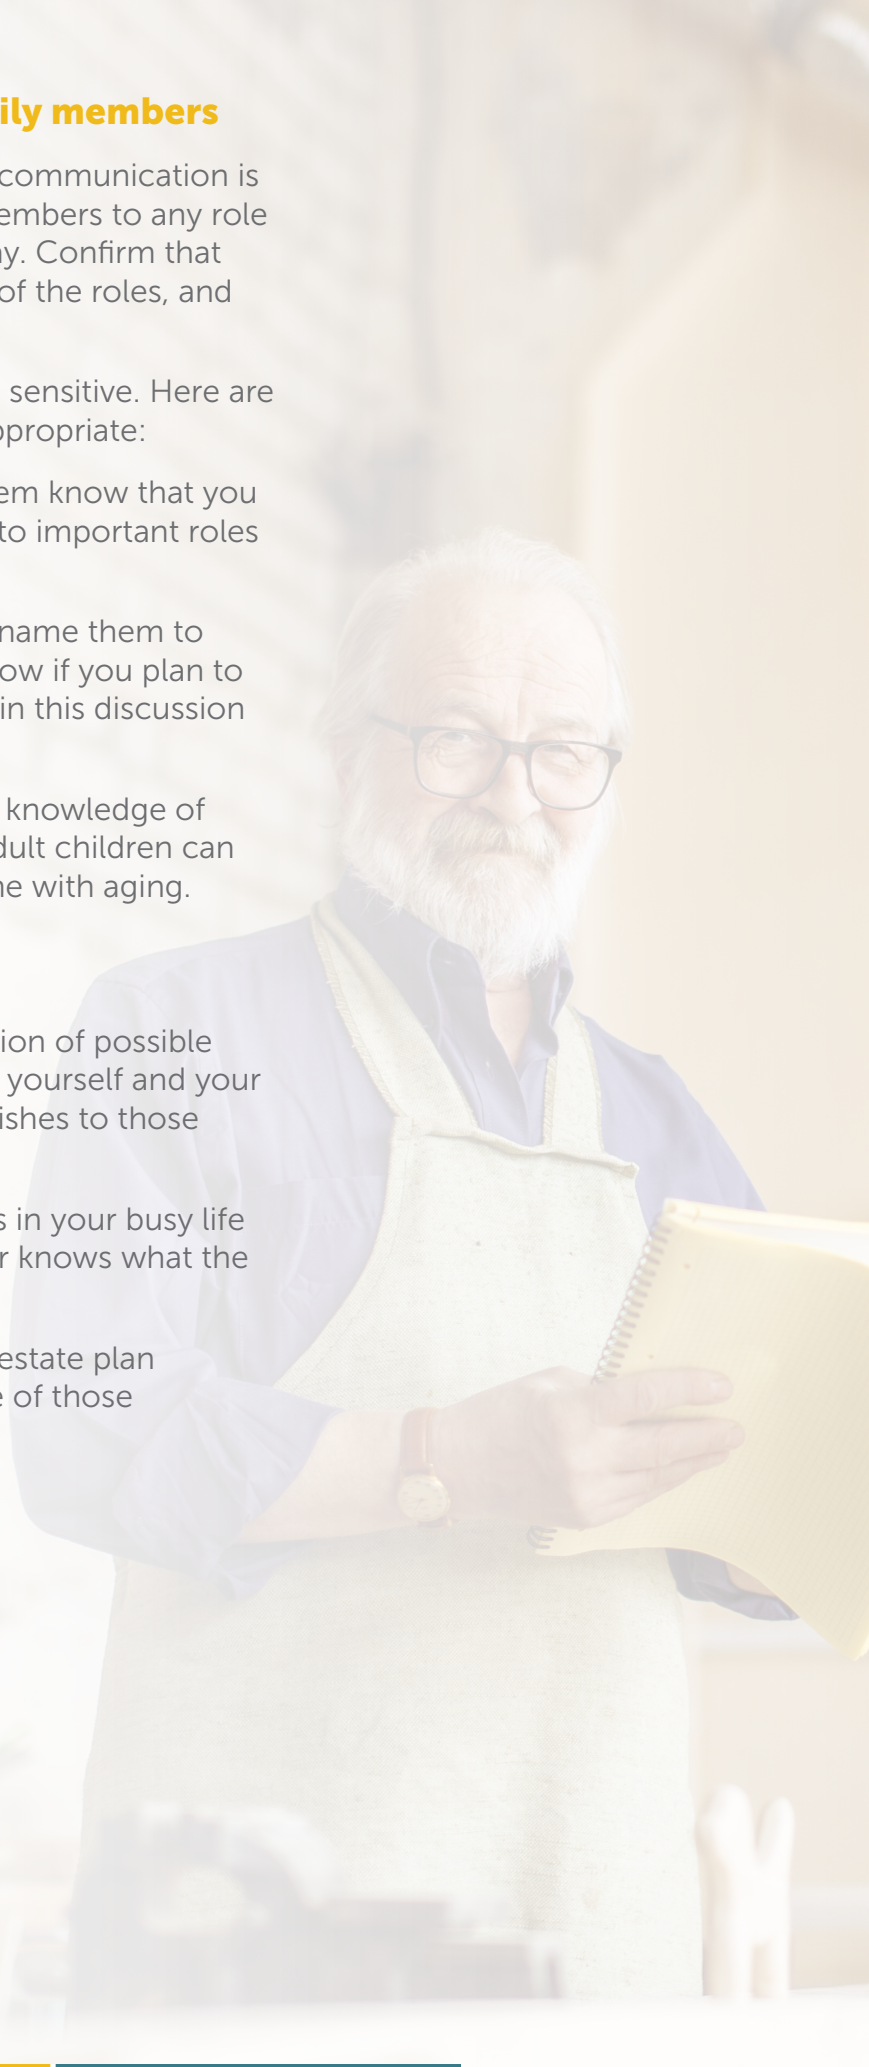 ily members
communication is
embers to any role
y. Confirm that
of the roles, and
sensitive. Here are
ppropriate:
em know that you
to important roles
name them to
ow if you plan to
in this discussion
knowledge of
dult children can
ne with aging.
ion of possible
yourself and your
ishes to those
s in your busy life
r knows what the
estate plan
e of those